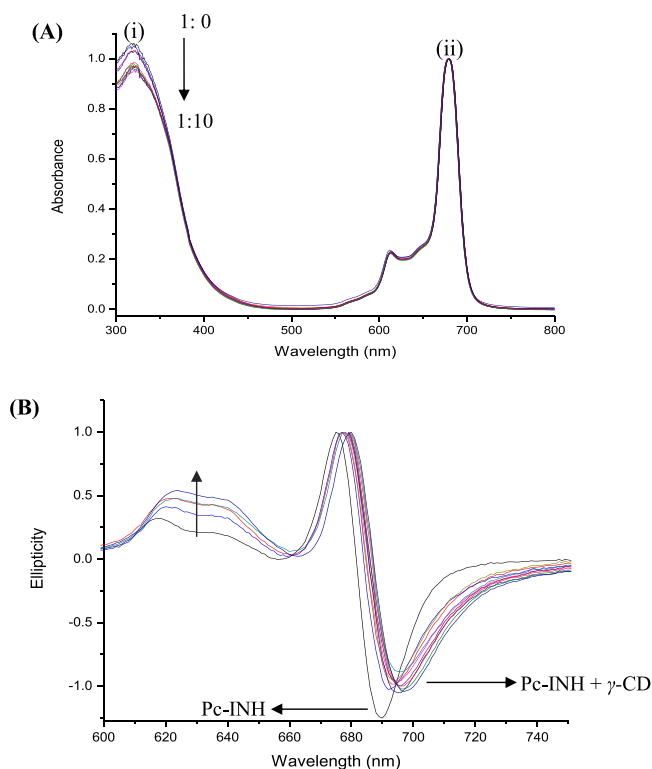 (A)
(i)
1: 0
(ii)
1:10
Absorbance
1.0
0.8
0.6
0.4
0.2
0.0
300 400 500 600 700 800
Wavelength (nm)
(B)
Ellipticity
1.0
0.5
0.0
-0.5
-1.0
Pc-INH
Pc-INH + γ-CD
600 620 640 660 680 700 720 740
Wavelength (nm)